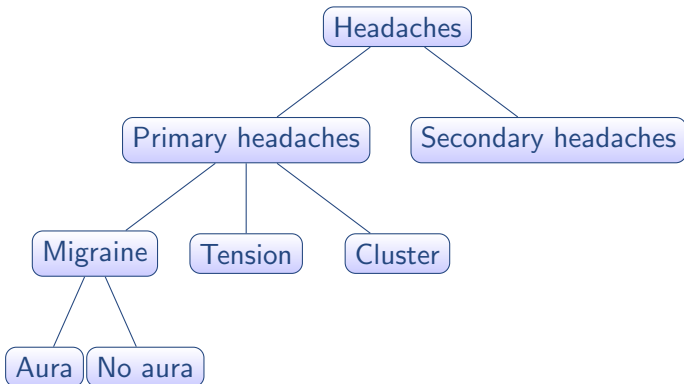 Headaches
Primary headaches
Secondary headaches
Migraine
Tension
Cluster
Aura
No aura